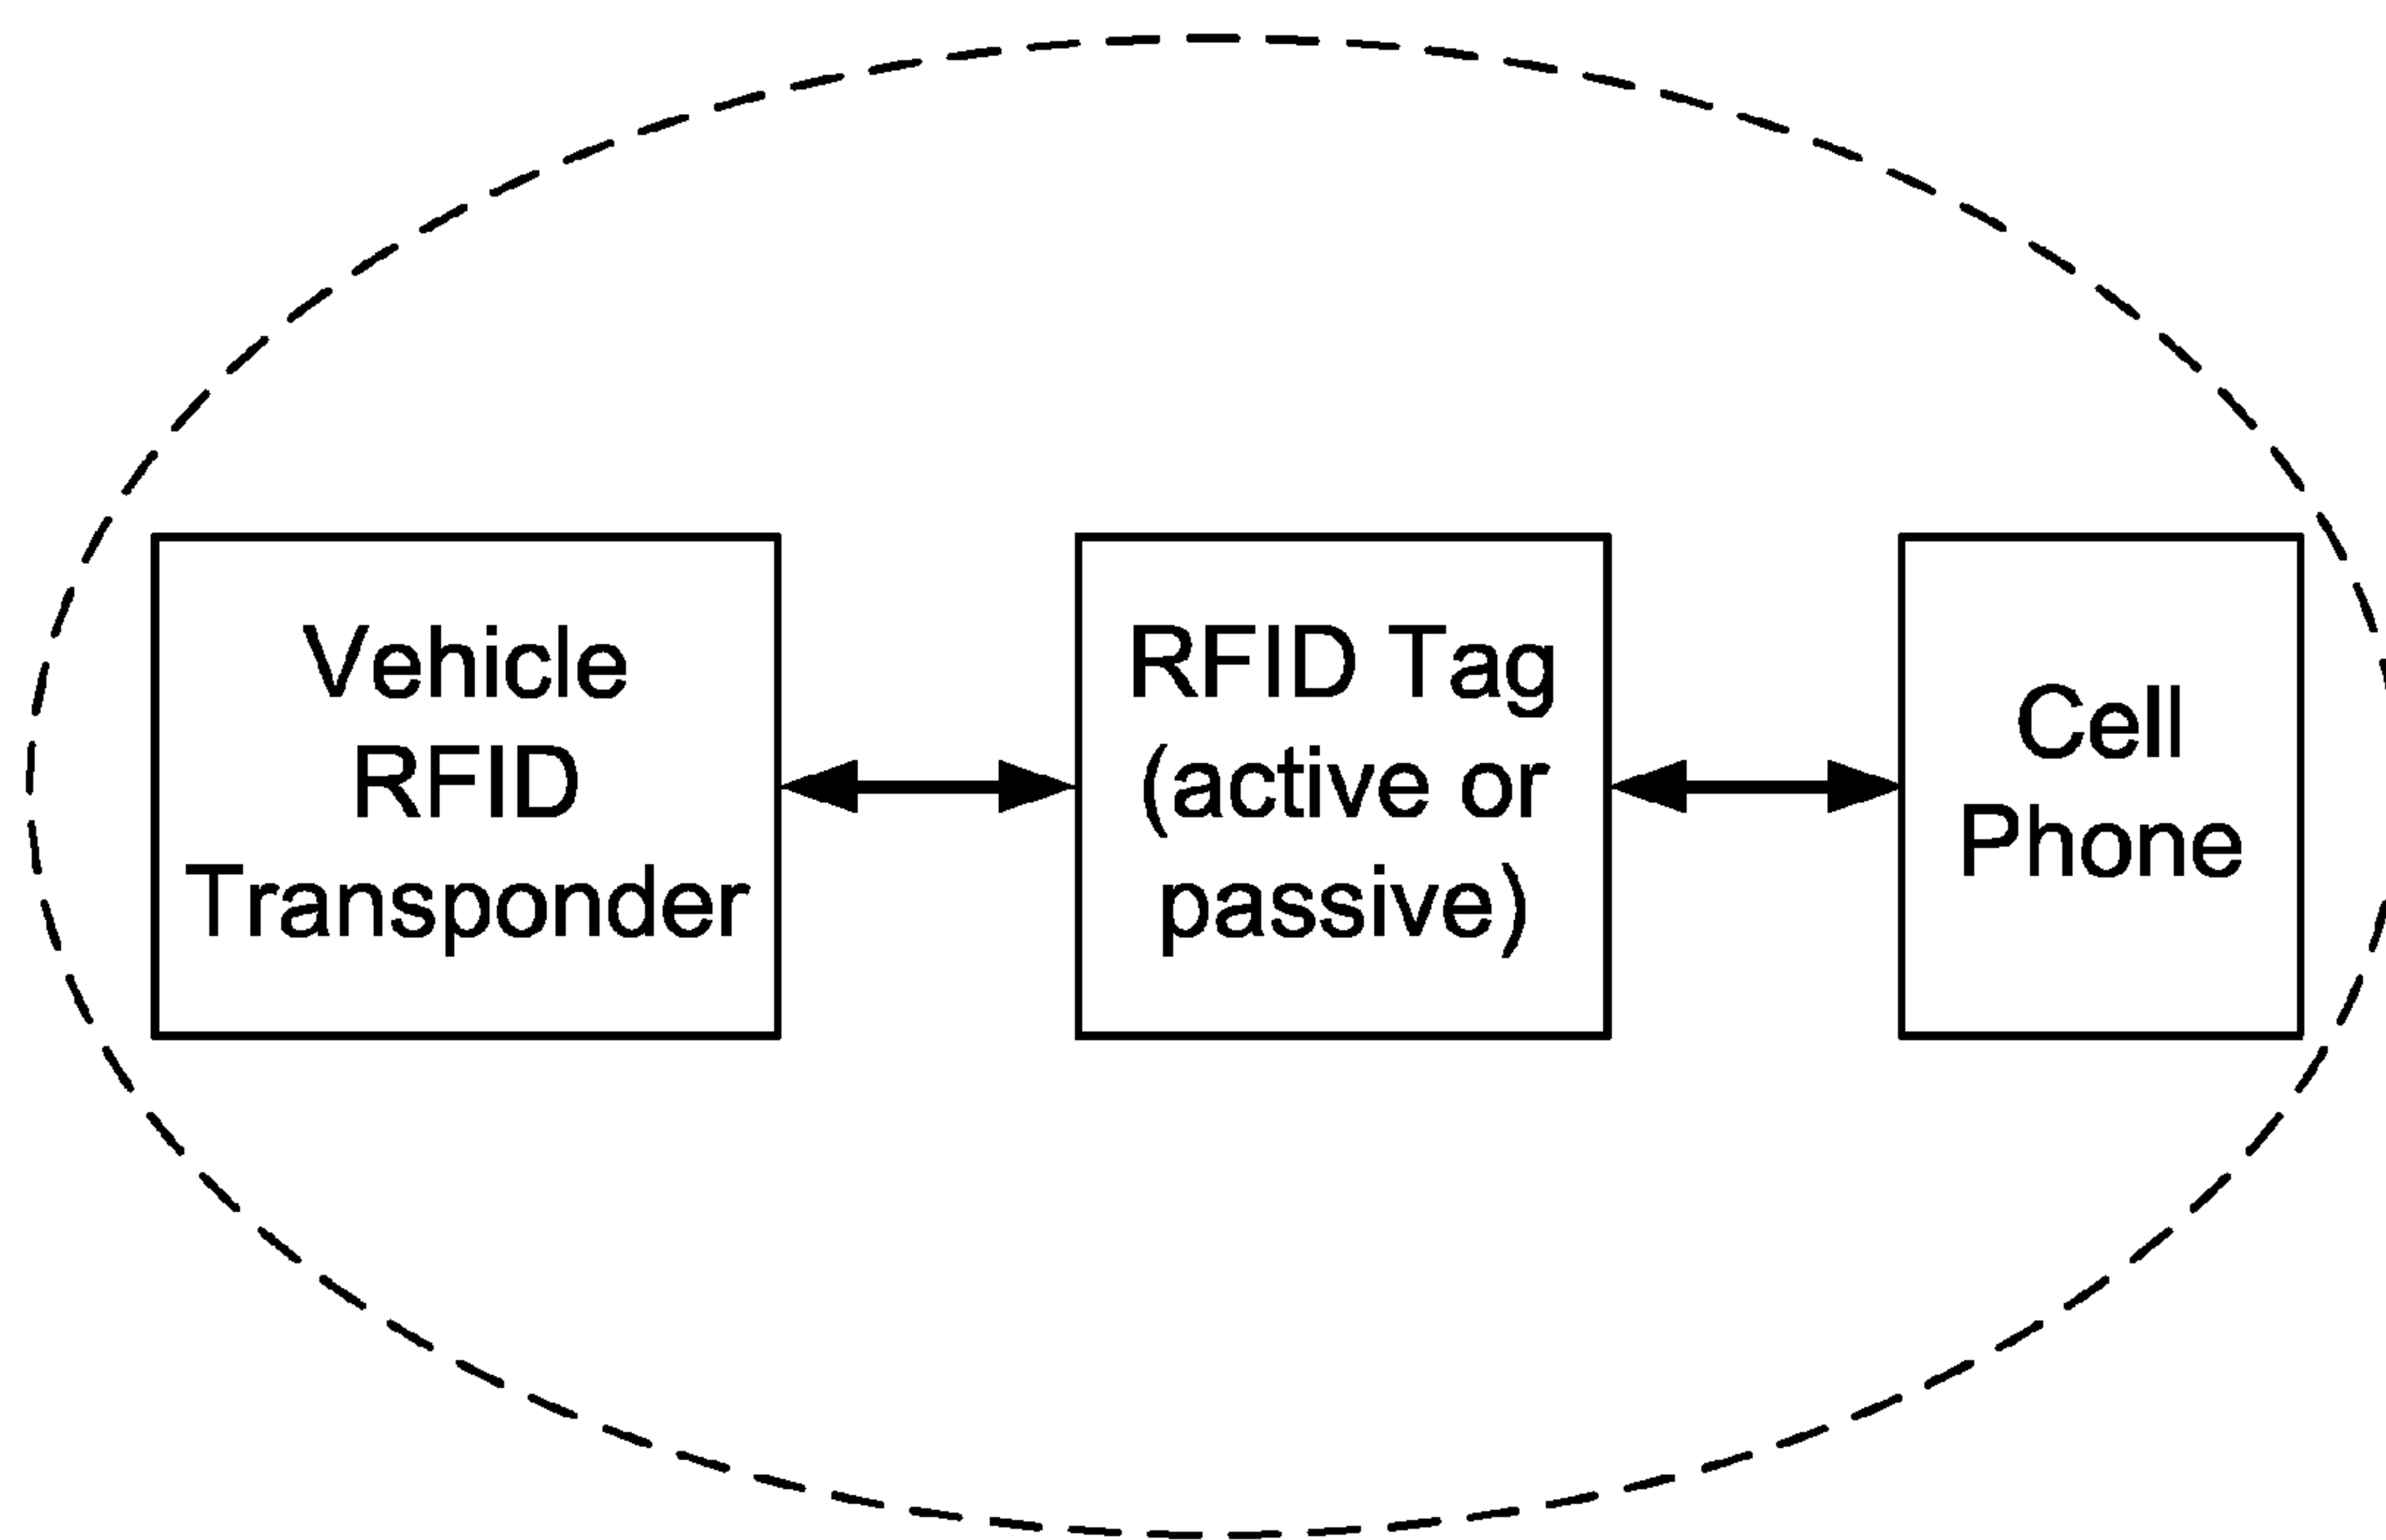 Vehicle
RFID
Transponder
RFID Tag
(active or
passive)
Cell
Phone